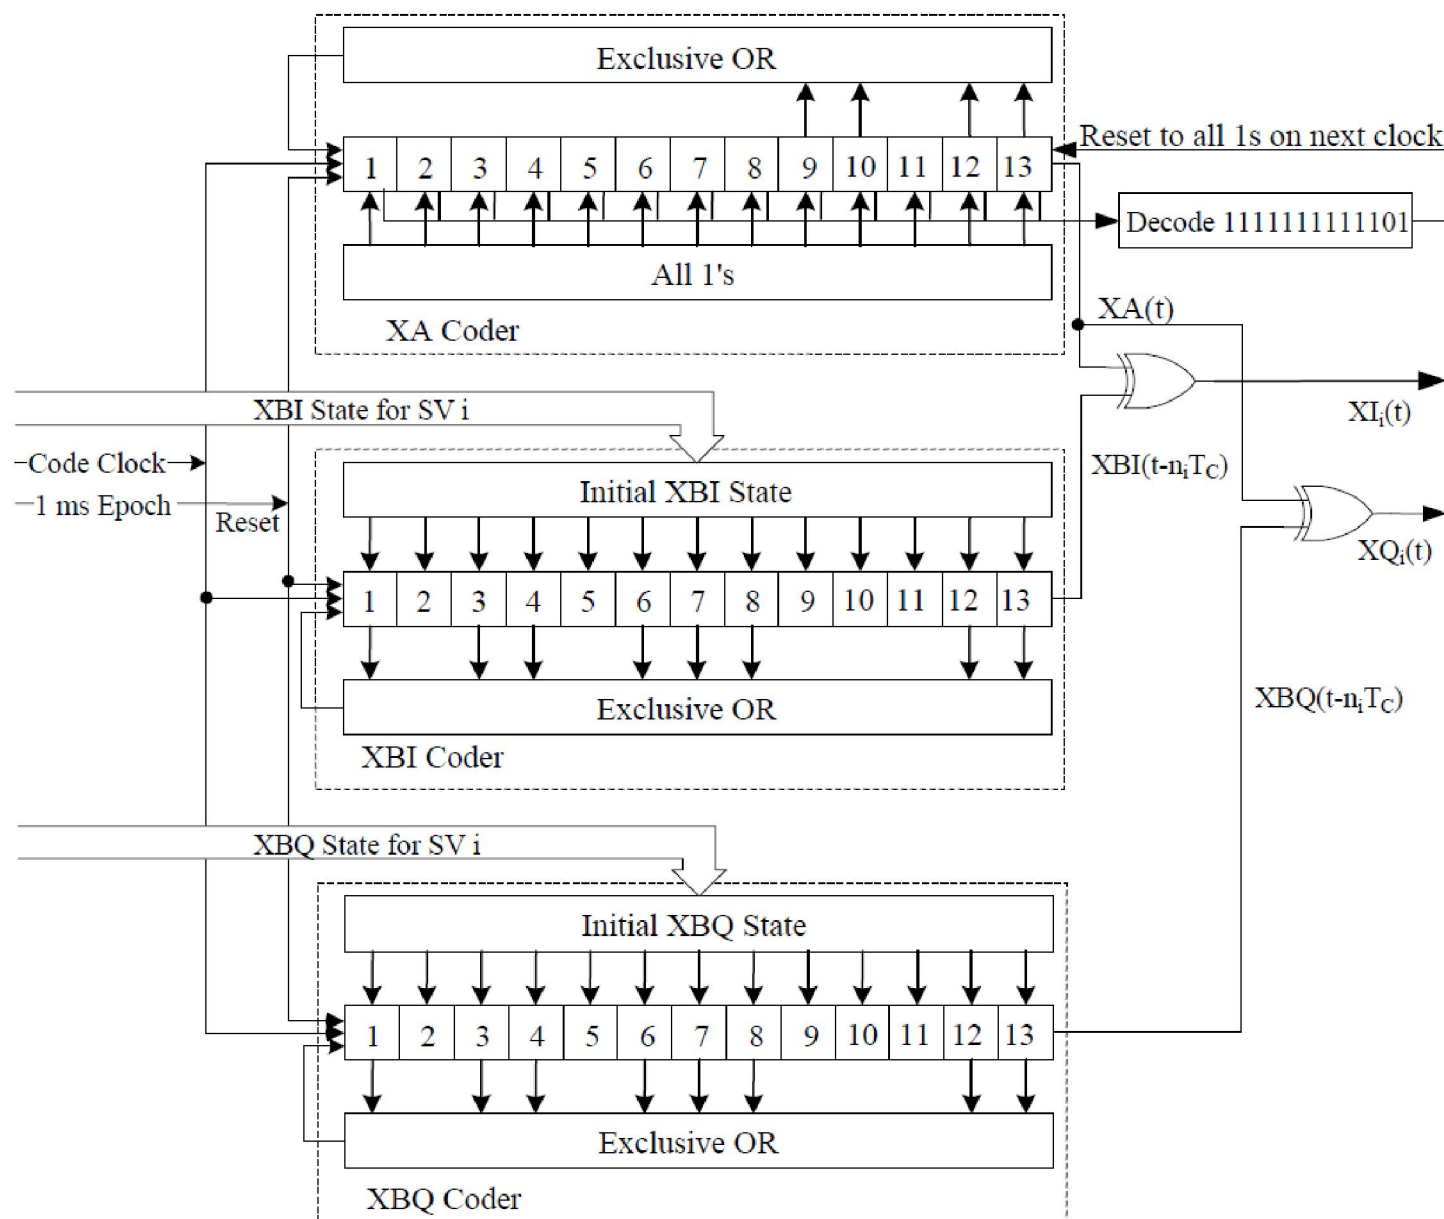 Exclusive OR
1 2 3 4 5 6 7 8 9 10 11 12 13
Reset to all 1s on next clock
Decode 1111111111101
All 1's
XA Coder
XA(t)
XI_i(t)
XBI State for SV i
Code Clock
1 ms Epoch
Reset
XBI(t-n_iT_C)
Initial XBI State
XQ_i(t)
1 2 3 4 5 6 7 8 9 10 11 12 13
Exclusive OR
XBI Coder
XBQ(t-n_iT_C)
XBQ State for SV i
Initial XBQ State
1 2 3 4 5 6 7 8 9 10 11 12 13
Exclusive OR
XBQ Coder